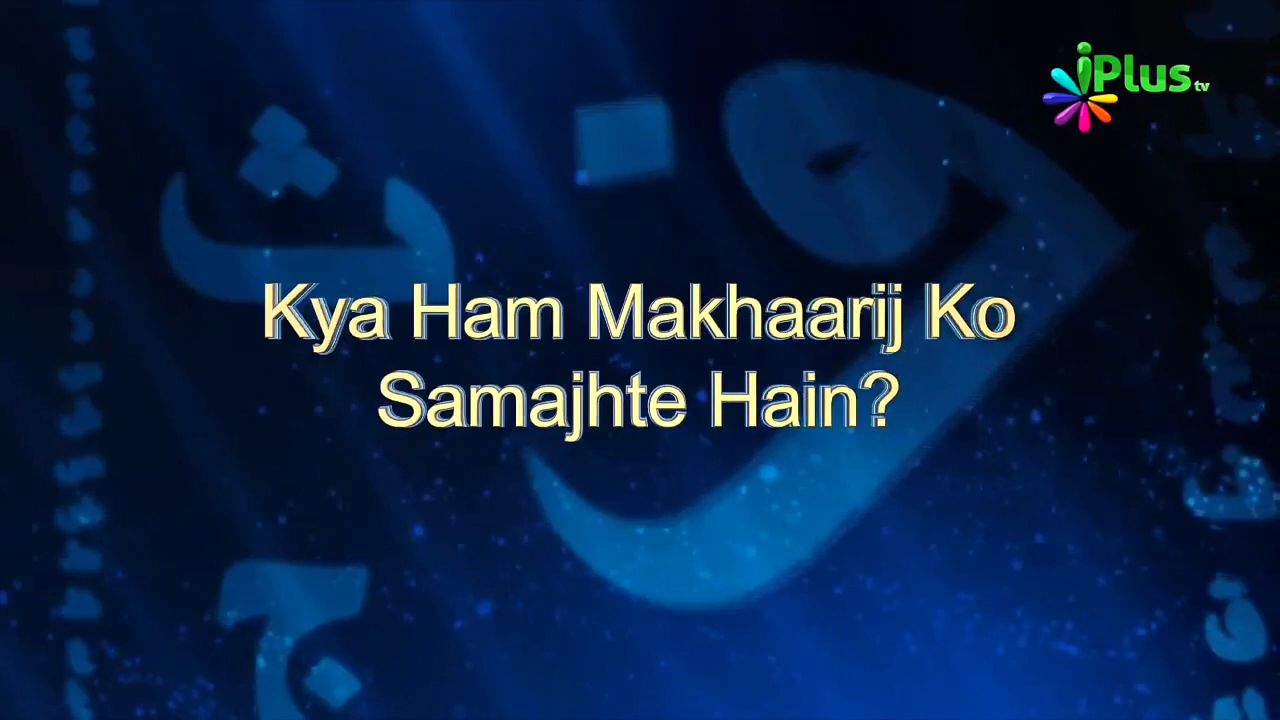 iPlus tv
Kya Ham Makhaarij Ko
Samajhte Hain?
ث
و
ج